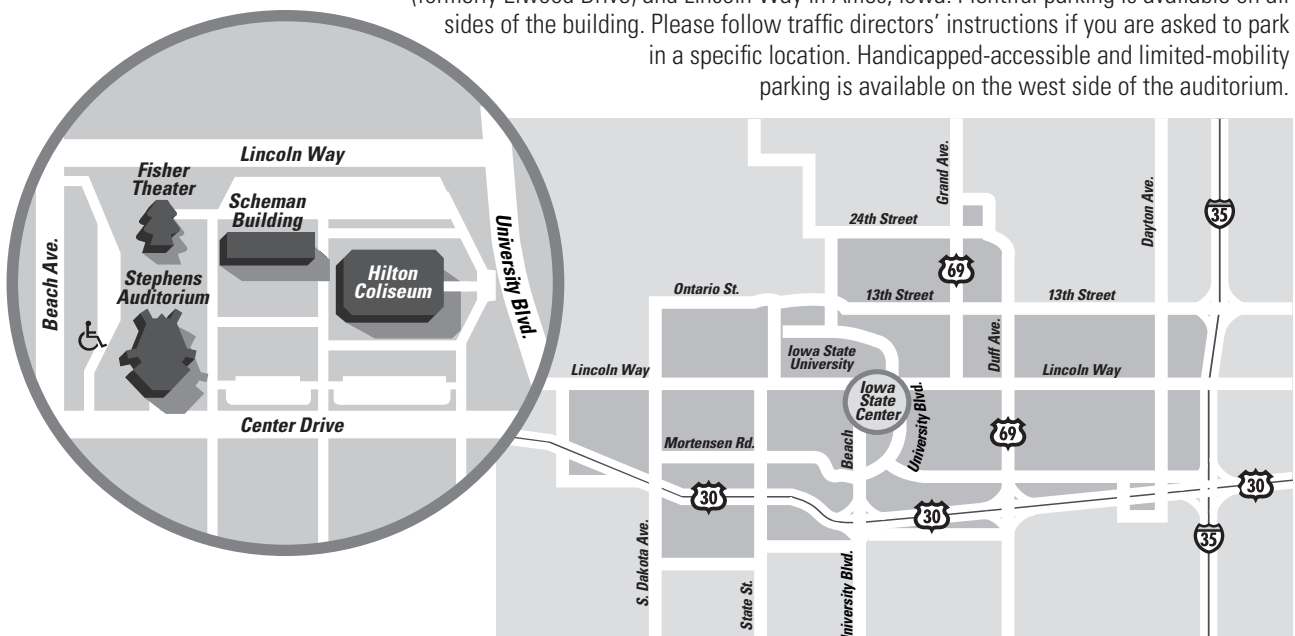 (formerly Elwood Drive) and Lincoln Way in Ames, Iowa. Plentiful parking is available on all
sides of the building. Please follow traffic directors’ instructions if you are asked to park
in a specific location. Handicapped-accessible and limited-mobility
parking is available on the west side of the auditorium.
Lincoln Way
Fisher
Theater
Scheman
Building
Beach Ave.
Stephens
Auditorium
Hilton
Coliseum
University Blvd.
Center Drive
Grand Ave.
Dayton Ave.
24th Street
35
69
Ontario St.
13th Street
13th Street
Duff Ave.
Iowa State
University
Lincoln Way
Lincoln Way
Iowa
State
Center
University Blvd.
Beach
69
Mortensen Rd.
30
30
30
35
S. Dakota Ave.
State St.
University Blvd.